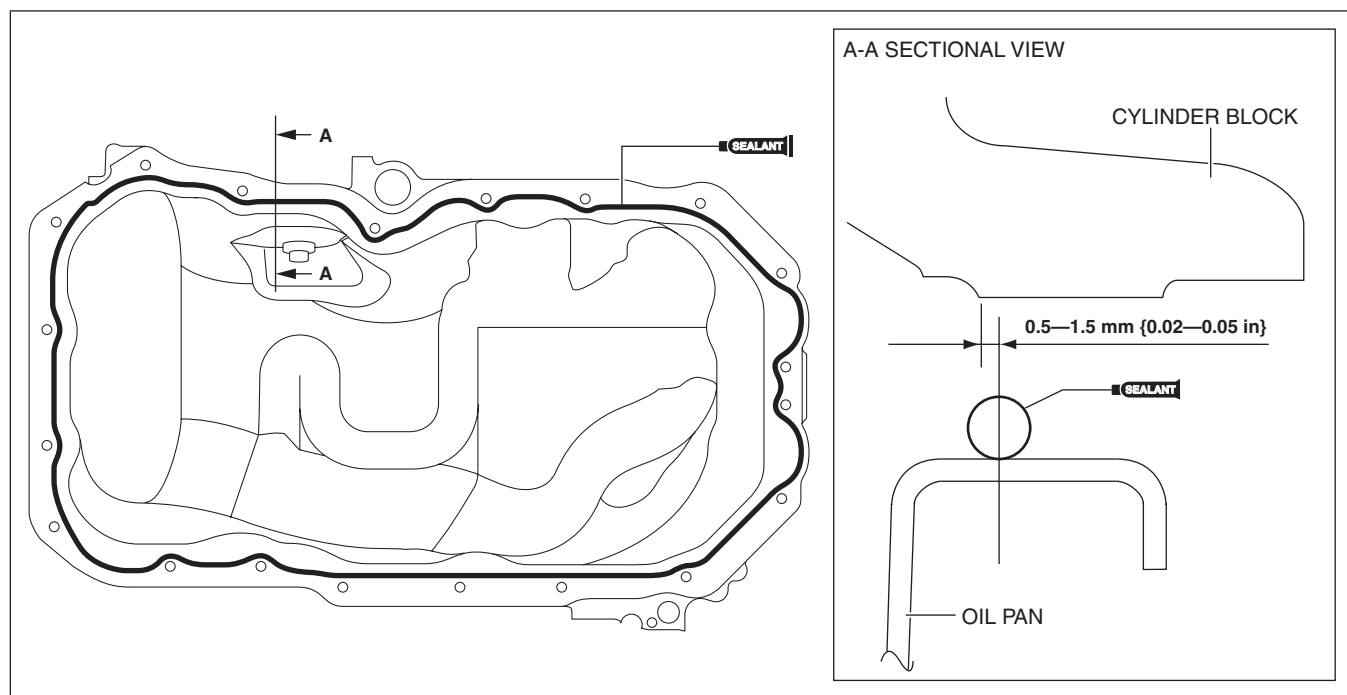 A
SEALANT
A
A-A SECTIONAL VIEW
CYLINDER BLOCK
0.5—1.5 mm {0.02—0.05 in}
SEALANT
OIL PAN